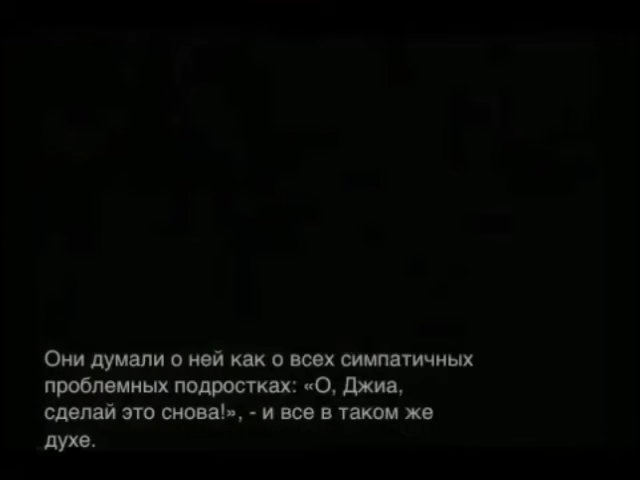 Они думали о ней как о всех симпатичных
проблемных подростках: «О, Джиа,
сделай это снова!», - и все в таком же
духе.